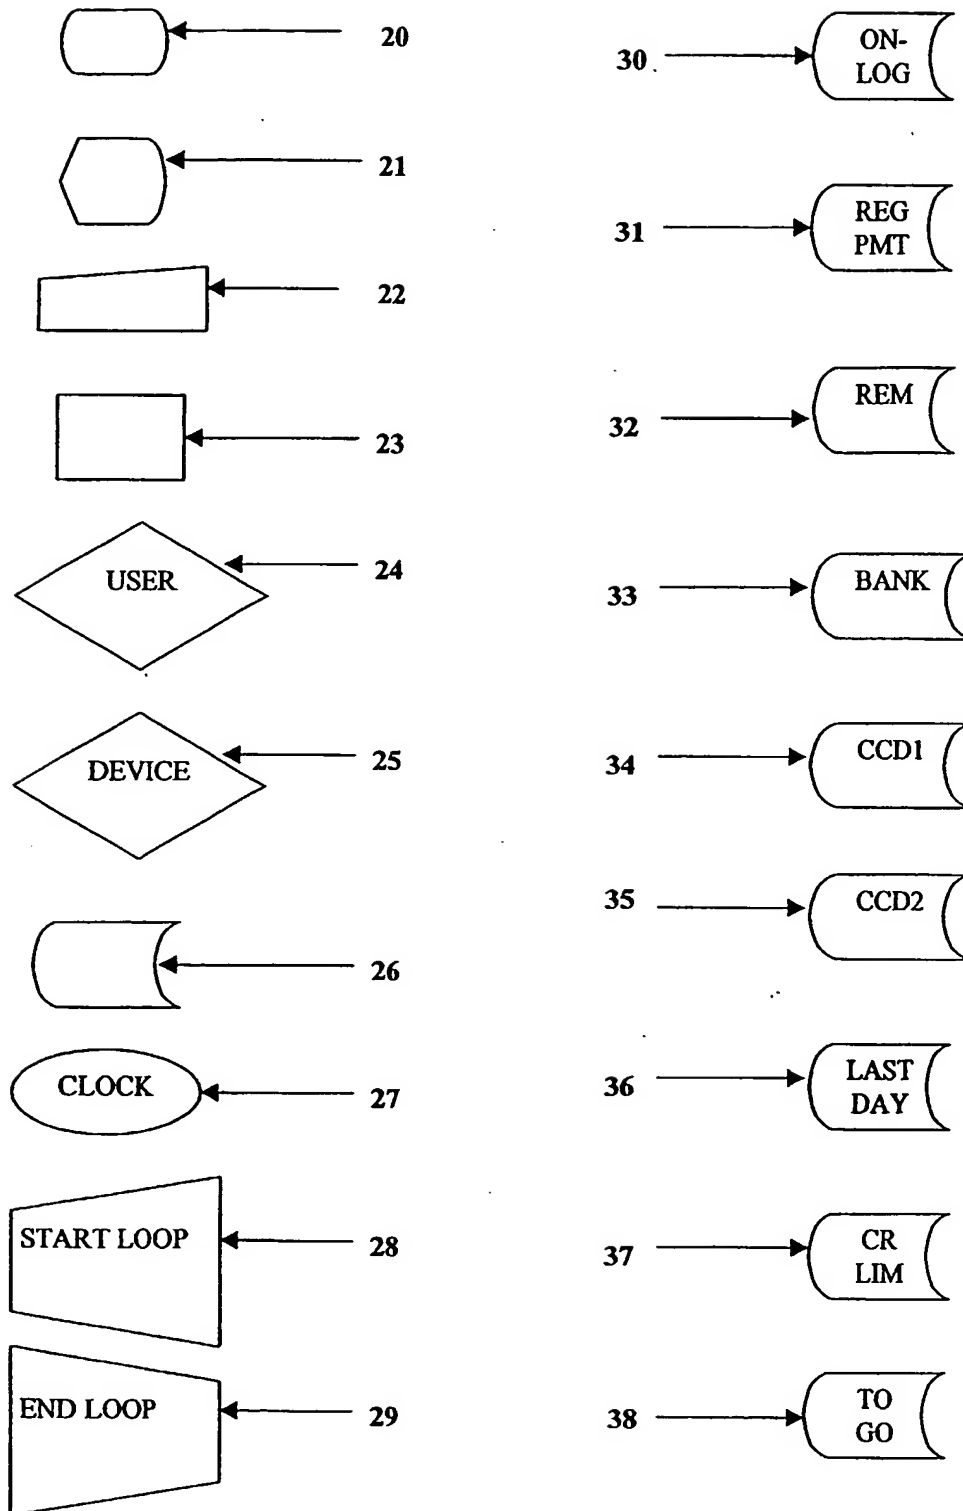 20
21
22
23
USER
24
DEVICE
25
26
CLOCK
27
START LOOP
28
END LOOP
29
30
ON-
LOG
31
REG
PMT
32
REM
33
BANK
34
CCD1
35
CCD2
36
LAST
DAY
37
CR
LIM
38
TO
GO